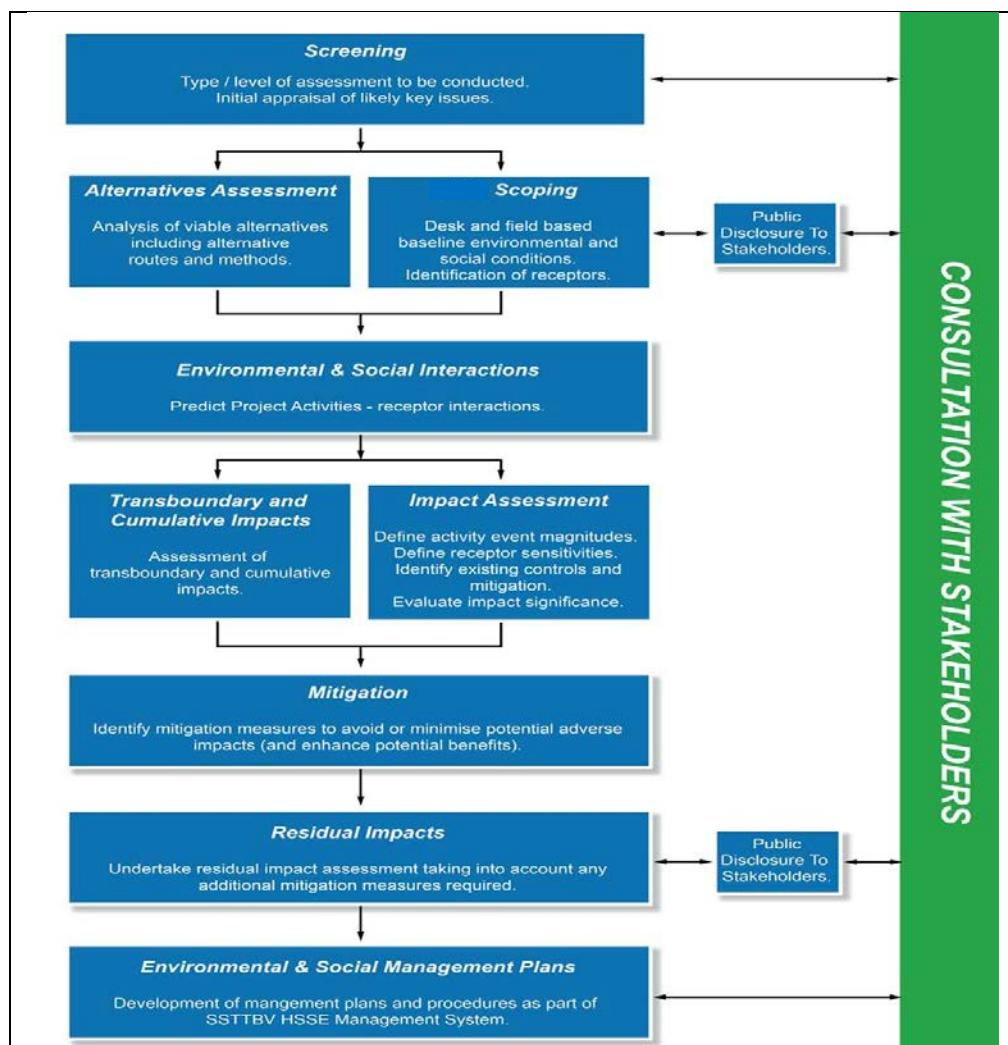 Screening
Type / level of assessment to be conducted.
Initial appraisal of likely key issues.
Alternatives Assessment
Analysis of viable alternatives
including alternative
routes and methods.
Scoping
Desk and field based
baseline environmental and
social conditions.
Identification of receptors.
Public
Disclosure To
Stakeholders.
Environmental & Social Interactions
Predict Project Activities - receptor interactions.
Transboundary and
Cumulative Impacts
Assessment of
transboundary and cumulative
impacts.
Impact Assessment
Define activity event magnitudes.
Define receptor sensitivities.
Identify existing controls and
mitigation.
Evaluate impact significance.
Mitigation
Identify mitigation measures to avoid or minimise potential adverse
impacts (and enhance potential benefits).
Residual Impacts
Undertake residual impact assessment taking into account any
additional mitigation measures required.
Public
Disclosure To
Stakeholders.
Environmental & Social Management Plans
Development of mangement plans and procedures as part of
SSTTBV HSSE Management System.
CONSULTATION WITH STAKEHOLDERS